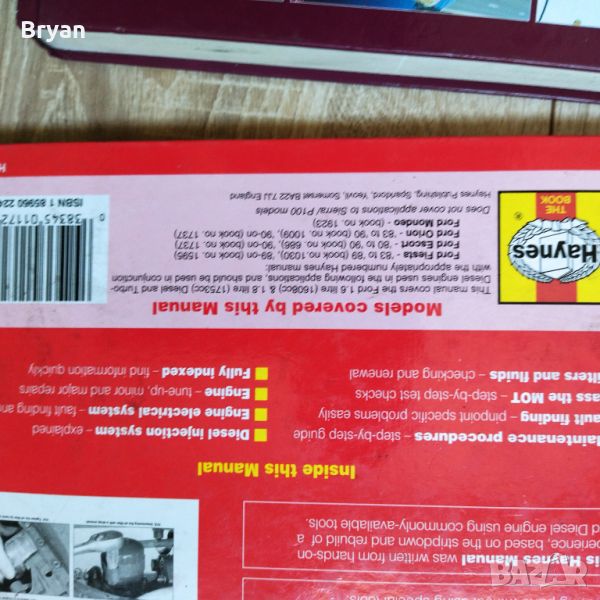 Bryan
is Haynes Manual was written from hands-on
perience, based on the stripdown and rebuild of a
d Diesel engine using commonly-available tools.
Inside this Manual
aintenance procedures – step-by-step guide
ault finding – pinpoint specific problems easily
ass the MOT – step-by-step test checks
lters and fluids – checking and renewal
Diesel injection system – explained
Engine electrical system – fault finding and
Engine – tune-up, minor and major repairs
Fully indexed – find information quickly
Models covered by this Manual
This manual covers the Ford 1.6 litre (1608cc) & 1.8 litre (1753cc) Diesel and Turbo-
Diesel engines used in the following applications, and should be used in conjunction
with the appropriately numbered Haynes manual:
Ford Fiesta - '83 to '89 (book no. 1030), '89-on (book no. 1595)
Ford Escort - '80 to '90 (book no. 686), '90-on (book no. 1737)
Ford Orion - '83 to '90 (book no. 1009), '90-on (book no. 1737)
Ford Mondeo - (book no. 1923)
Does not cover applications to Sierra/ P100 models
Haynes Publishing, Sparkford, Yeovil, Somerset BA22 7JJ England
Haynes
®
THE
BOOK
ISBN 1 85960 224
0
38345 01172
BAZAR